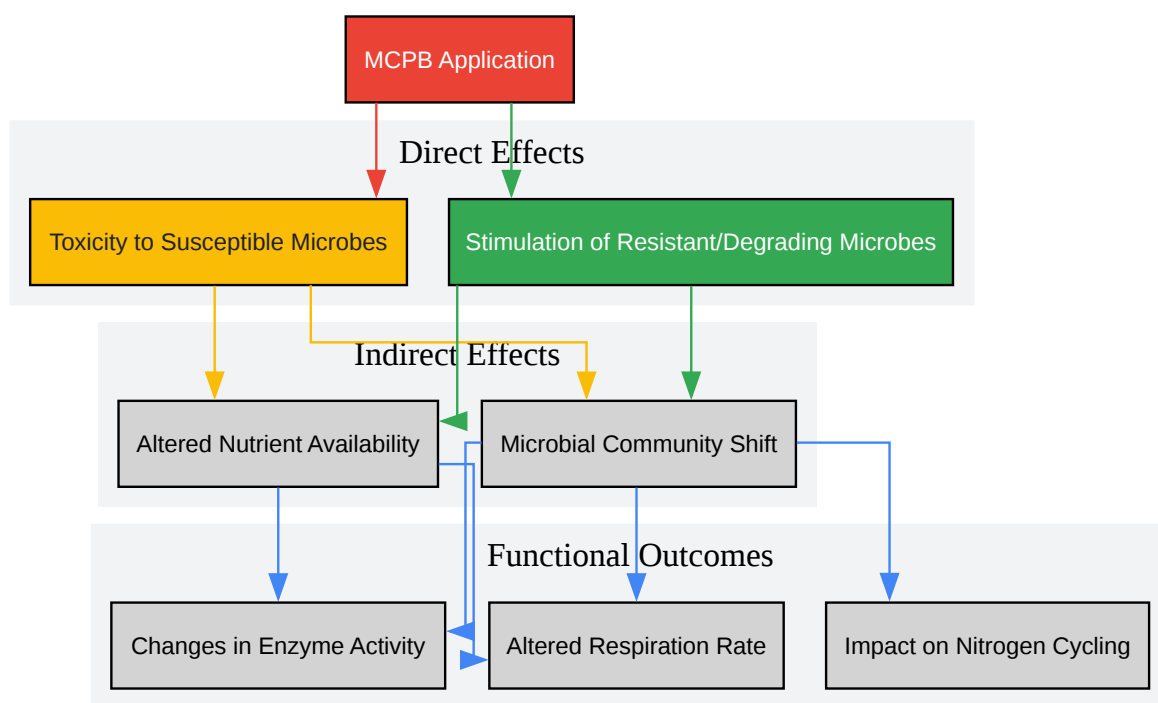 MCPB Application
Direct Effects
Toxicity to Susceptible Microbes
Stimulation of Resistant/Degrading Microbes
Indirect Effects
Altered Nutrient Availability
Microbial Community Shift
Functional Outcomes
Changes in Enzyme Activity
Altered Respiration Rate
Impact on Nitrogen Cycling